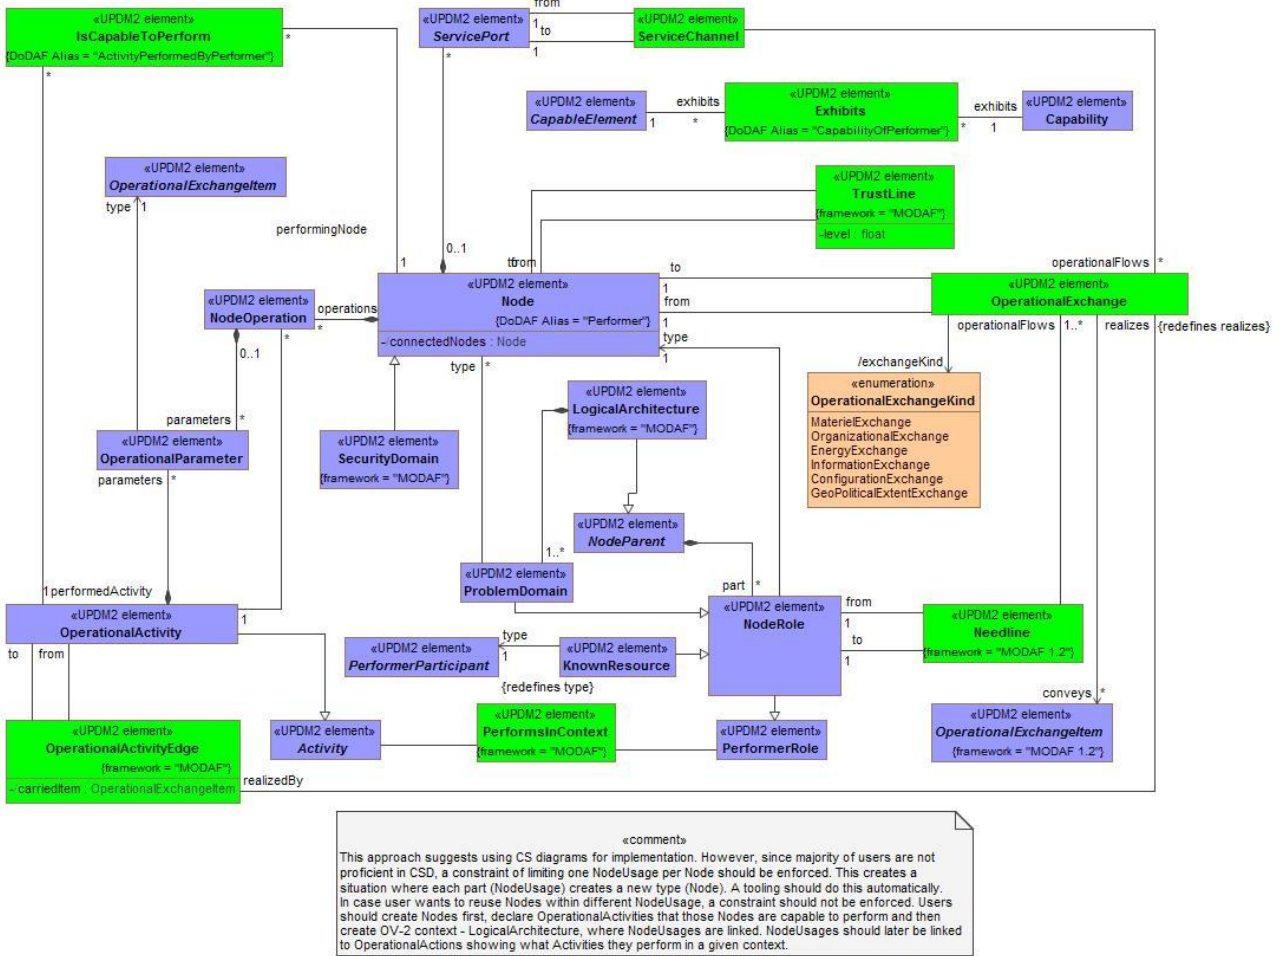 «UPDM2 element»
IsCapableToPerform
{DoDAF Alias = "ActivityPerformedByPerformer"}
*
*
«UPDM2 element»
ServicePort
from
1
to
1
*
«UPDM2 element»
ServiceChannel
«UPDM2 element»
CapableElement
exhibits
1
*
«UPDM2 element»
Exhibits
{DoDAF Alias = "CapabilityOfPerformer"}
exhibits
*
1
«UPDM2 element»
Capability
«UPDM2 element»
OperationalExchangeItem
type
1
«UPDM2 element»
TrustLine
{framework = "MODAF"}
-level : float
performingNode
1
0..1
to
from
«UPDM2 element»
Node
{DoDAF Alias = "Performer"}
-/connectedNodes : Node
to
1
from
1
type
1
operationalFlows
*
«UPDM2 element»
OperationalExchange
operationalFlows
1..*
realizes
{redefines realizes}
«UPDM2 element»
NodeOperation
operations
*
*
0..1
/exchangeKind
«enumeration»
OperationalExchangeKind
MaterielExchange
OrganizationalExchange
EnergyExchange
InformationExchange
ConfigurationExchange
GeoPoliticalExtentExchange
type
*
«UPDM2 element»
LogicalArchitecture
{framework = "MODAF"}
parameters
*
«UPDM2 element»
OperationalParameter
parameters
*
«UPDM2 element»
SecurityDomain
{framework = "MODAF"}
«UPDM2 element»
NodeParent
1..*
«UPDM2 element»
ProblemDomain
part
*
1
performedActivity
«UPDM2 element»
OperationalActivity
1
to
from
«UPDM2 element»
NodeRole
from
1
to
1
«UPDM2 element»
Needline
{framework = "MODAF 1.2"}
«UPDM2 element»
PerformerParticipant
type
1
{redefines type}
«UPDM2 element»
KnownResource
conveys
*
«UPDM2 element»
OperationalExchangeItem
{framework = "MODAF 1.2"}
«UPDM2 element»
OperationalActivityEdge
{framework = "MODAF"}
- carriedItem : OperationalExchangeItem
realizedBy
«UPDM2 element»
Activity
«UPDM2 element»
PerformsInContext
{framework = "MODAF"}
«UPDM2 element»
PerformerRole
«comment»
This approach suggests using CS diagrams for implementation. However, since majority of users are not
proficient in CSD, a constraint of limiting one NodeUsage per Node should be enforced. This creates a
situation where each part (NodeUsage) creates a new type (Node). A tooling should do this automatically.
In case user wants to reuse Nodes within different NodeUsage, a constraint should not be enforced. Users
should create Nodes first, declare OperationalActivities that those Nodes are capable to perform and then
create OV-2 context - LogicalArchitecture, where NodeUsages are linked. NodeUsages should later be linked
to OperationalActions showing what Activities they perform in a given context.